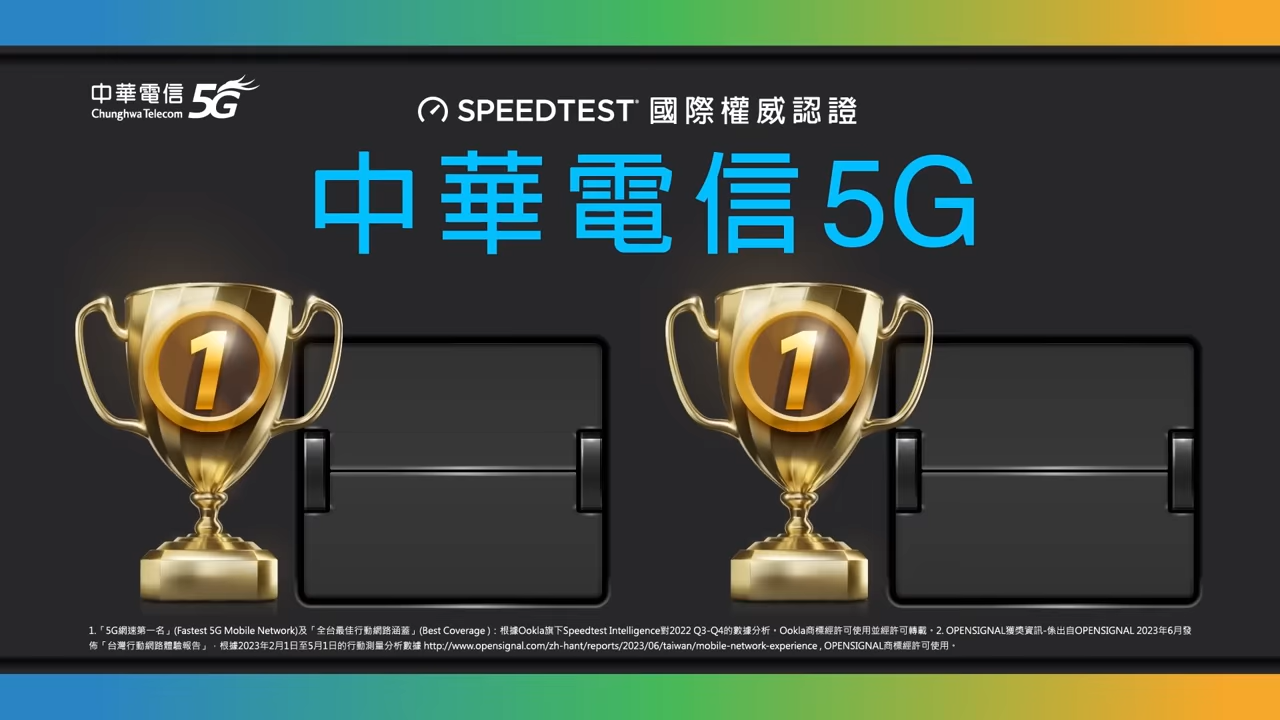 中華電信 5G
Chunghwa Telecom
SPEEDTEST® 國際權威認證
中華電信5G
1
1
1.「5G網速第一名」(Fastest 5G Mobile Network)及「全台最佳行動網路涵蓋」(Best Coverage )：根據Ookla旗下Speedtest Intelligence對2022 Q3-Q4的數據分析。Ookla商標經許可使用並經許可轉載。2. OPENSIGNAL獲獎資訊-係出自OPENSIGNAL 2023年6月發
佈「台灣行動網路體驗報告」，根據2023年2月1日至5月1日的行動測量分析數據 http://www.opensignal.com/zh-hant/reports/2023/06/taiwan/mobile-network-experience , OPENSIGNAL商標經許可使用。